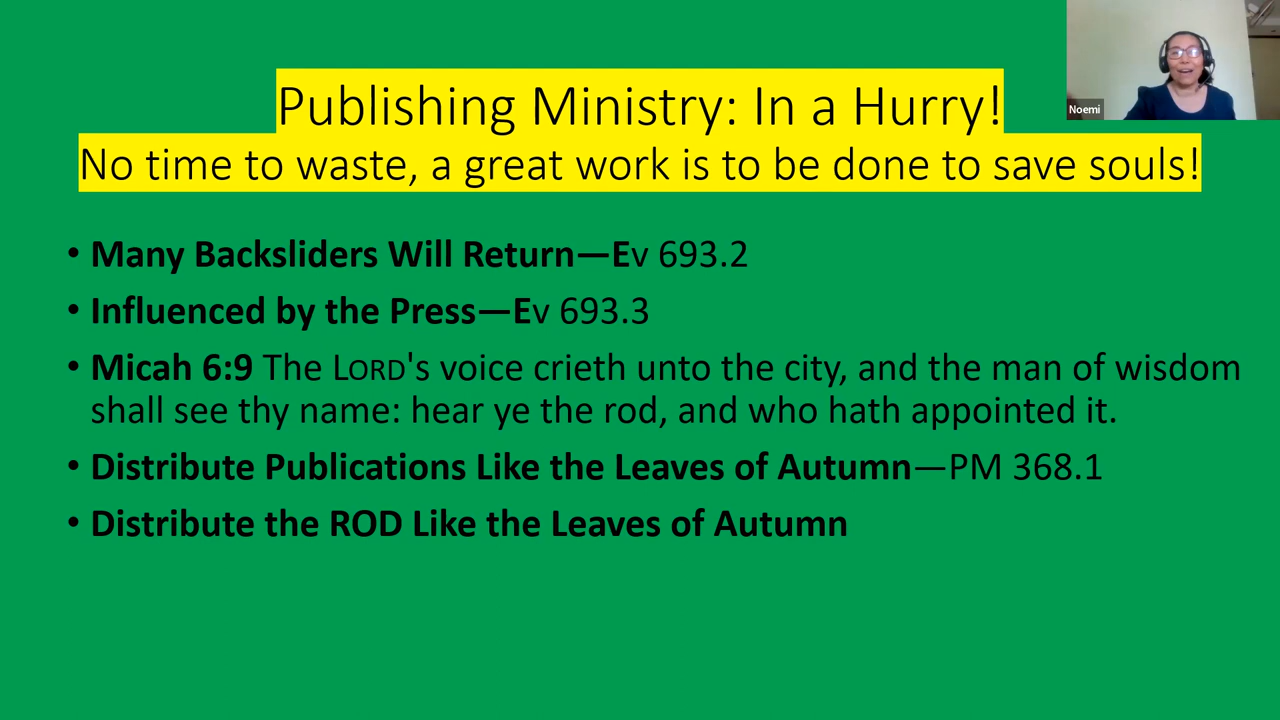 Publishing Ministry: In a Hurry!
No time to waste, a great work is to be done to save souls!
Noemi
• Many Backsliders Will Return—Ev 693.2
• Influenced by the Press—Ev 693.3
• Micah 6:9 The LORD's voice crieth unto the city, and the man of wisdom
shall see thy name: hear ye the rod, and who hath appointed it.
• Distribute Publications Like the Leaves of Autumn—PM 368.1
• Distribute the ROD Like the Leaves of Autumn